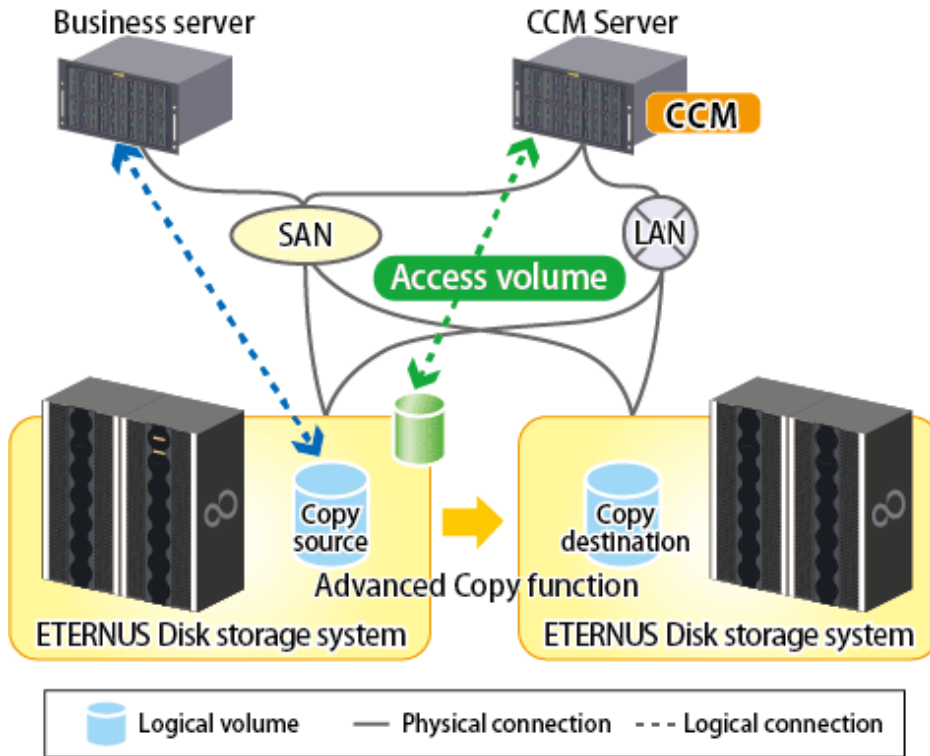 Business server
CCM Server
CCM
SAN
LAN
Access volume
Copy
source
Copy
destination
Advanced Copy function
ETERNUS Disk storage system
ETERNUS Disk storage system
Logical volume
Physical connection
Logical connection